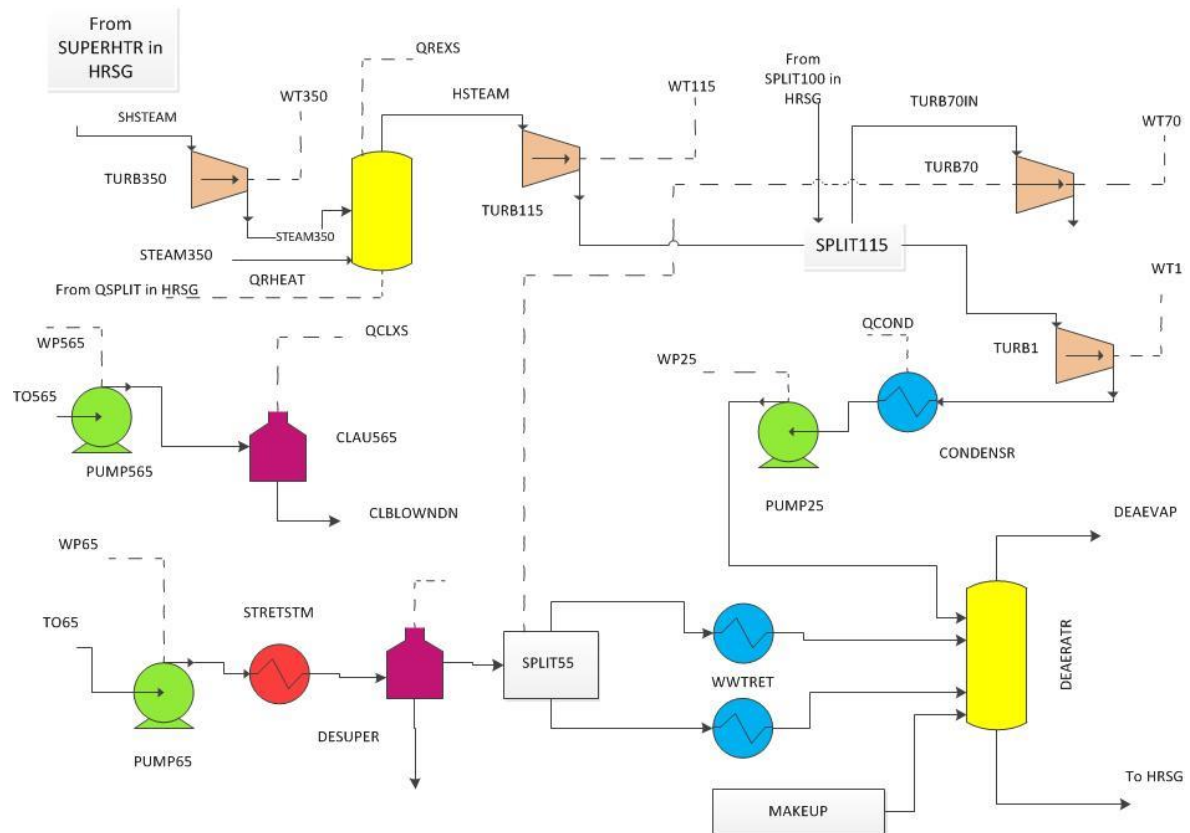 From
SUPERHTR in
HRSG
QREXS
WT350
HSTEAM
WT115
From
SPLIT100 in
HRSG
TURB70IN
WT70
SHSTEAM
TURB350
TURB115
TURB70
STEAM350
STEAM350
SPLIT115
QRHEAT
From QSPLIT in HRSG
WT1
WP565
QCLXS
WP25
QCOND
TURB1
TO565
PUMP565
CLAU565
CONDENSR
PUMP25
CLBLOWNDN
DEAEVAP
WP65
TO65
STRETSTM
SPLIT55
WWTRET
DEAERATR
PUMP65
DESUPER
MAKEUP
To HRSG